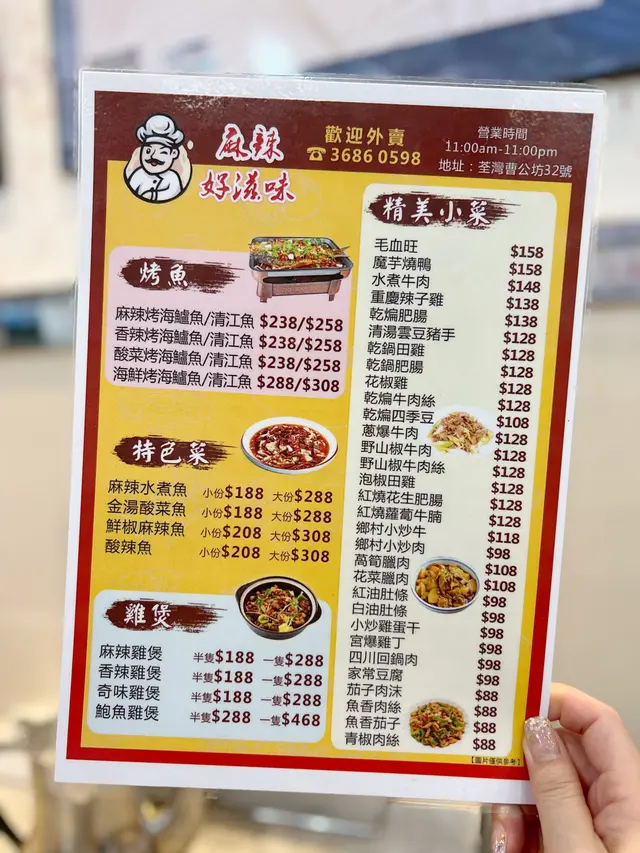 麻辣
好滋味
歡迎外賣
☎3686 0598
營業時間
11:00am-11:00pm
地址：荃灣曹公坊32號
烤魚
麻辣烤海鱸魚/清江魚 $238/$258
香辣烤海鱸魚/清江魚 $238/$258
酸菜烤海鱸魚/清江魚 $238/$258
海鮮烤海鱸魚/清江魚 $288/$308
特色菜
麻辣水煮魚 小份$188 大份$288
金湯酸菜魚 小份$188 大份$288
鮮椒麻辣魚 小份$208 大份$308
酸辣魚 小份$208 大份$308
雞煲
麻辣雞煲 半隻$188 一隻$288
香辣雞煲 半隻$188 一隻$288
奇味雞煲 半隻$188 一隻$288
鮑魚雞煲 半隻$288 一隻$468
精美小菜
毛血旺 $158
魔芋燒鴨 $158
水煮牛肉 $148
重慶辣子雞 $138
乾煸肥腸 $138
清湯雲豆豬手 $128
乾鍋田雞 $128
乾鍋肥腸 $128
花椒雞 $128
乾煸牛肉絲 $128
乾煸四季豆 $108
蔥爆牛肉 $128
野山椒牛肉 $128
野山椒牛肉絲 $128
泡椒田雞 $128
紅燒花生肥腸 $128
紅燒蘿蔔牛腩 $128
鄉村小炒牛 $118
鄉村小炒肉 $98
萵筍臘肉 $108
花菜臘肉 $108
紅油肚條 $98
白油肚條 $98
小炒雞蛋干 $98
宮爆雞丁 $98
四川回鍋肉 $98
家常豆腐 $98
茄子肉沫 $88
魚香肉絲 $88
魚香茄子 $88
青椒肉絲 $88
【圖片僅供參考】